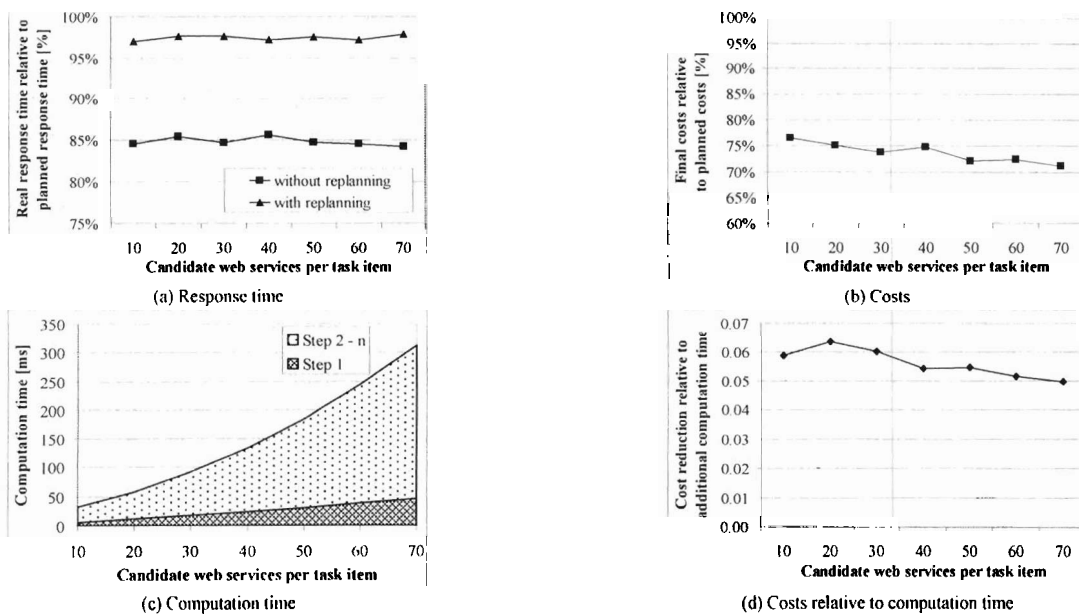 Real response time relative to
planned response time [%]
100%
95%
90%
85%
80%
75%
without replanning
with replanning
10 20 30 40 50 60 70
Candidate web services per task item
(a) Response time
Final costs relative
to planned costs [%]
100%
95%
90%
85%
80%
75%
70%
65%
60%
10 20 30 40 50 60 70
Candidate web services per task item
(b) Costs
Computation time [ms]
350
300
250
200
150
100
50
0
Step 2 - n
Step 1
10 20 30 40 50 60 70
Candidate web services per task item
(c) Computation time
Cost reduction relative to
additional computation time
0.07
0.06
0.05
0.04
0.03
0.02
0.01
0.00
10 20 30 40 50 60 70
Candidate web services per task item
(d) Costs relative to computation time